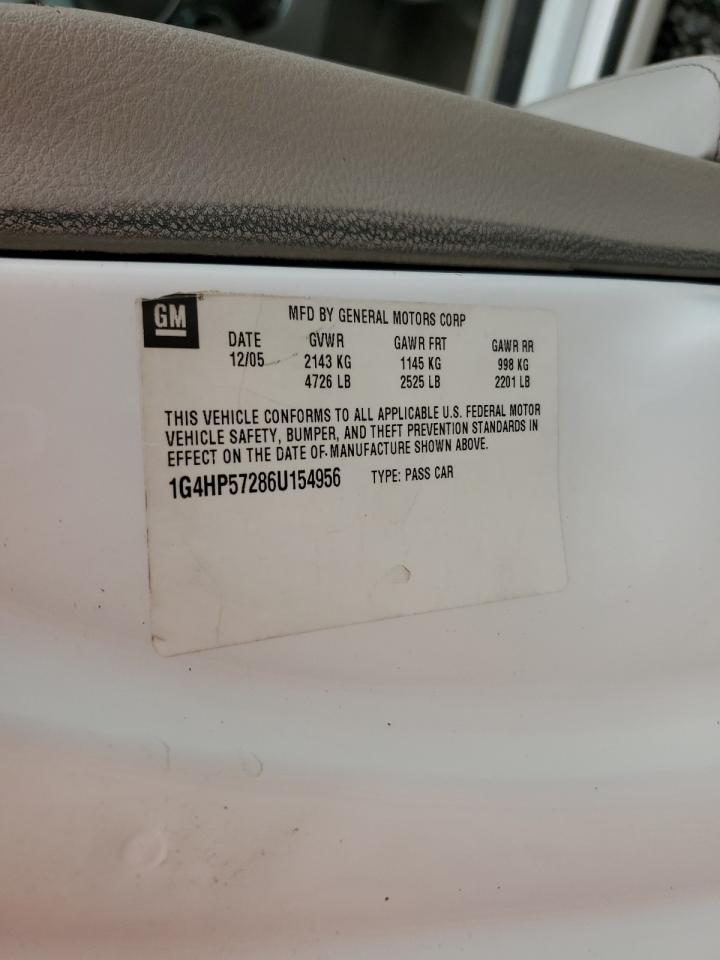 GM
MFD BY GENERAL MOTORS CORP
DATE GVWR GAWR FRT GAWR RR
12/05 2143 KG 1145 KG 998 KG
4726 LB 2525 LB 2201 LB
THIS VEHICLE CONFORMS TO ALL APPLICABLE U.S. FEDERAL MOTOR
VEHICLE SAFETY, BUMPER, AND THEFT PREVENTION STANDARDS IN
EFFECT ON THE DATE OF MANUFACTURE SHOWN ABOVE.
1G4HP57286U154956 TYPE: PASS CAR